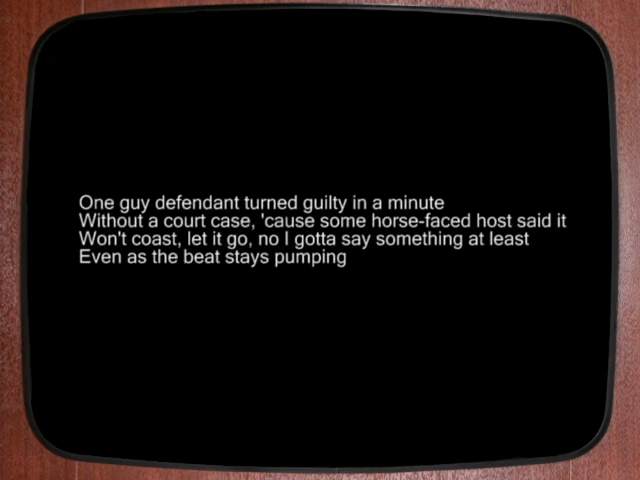 One guy defendant turned guilty in a minute
Without a court case, 'cause some horse-faced host said it
Won't coast, let it go, no I gotta say something at least
Even as the beat stays pumping